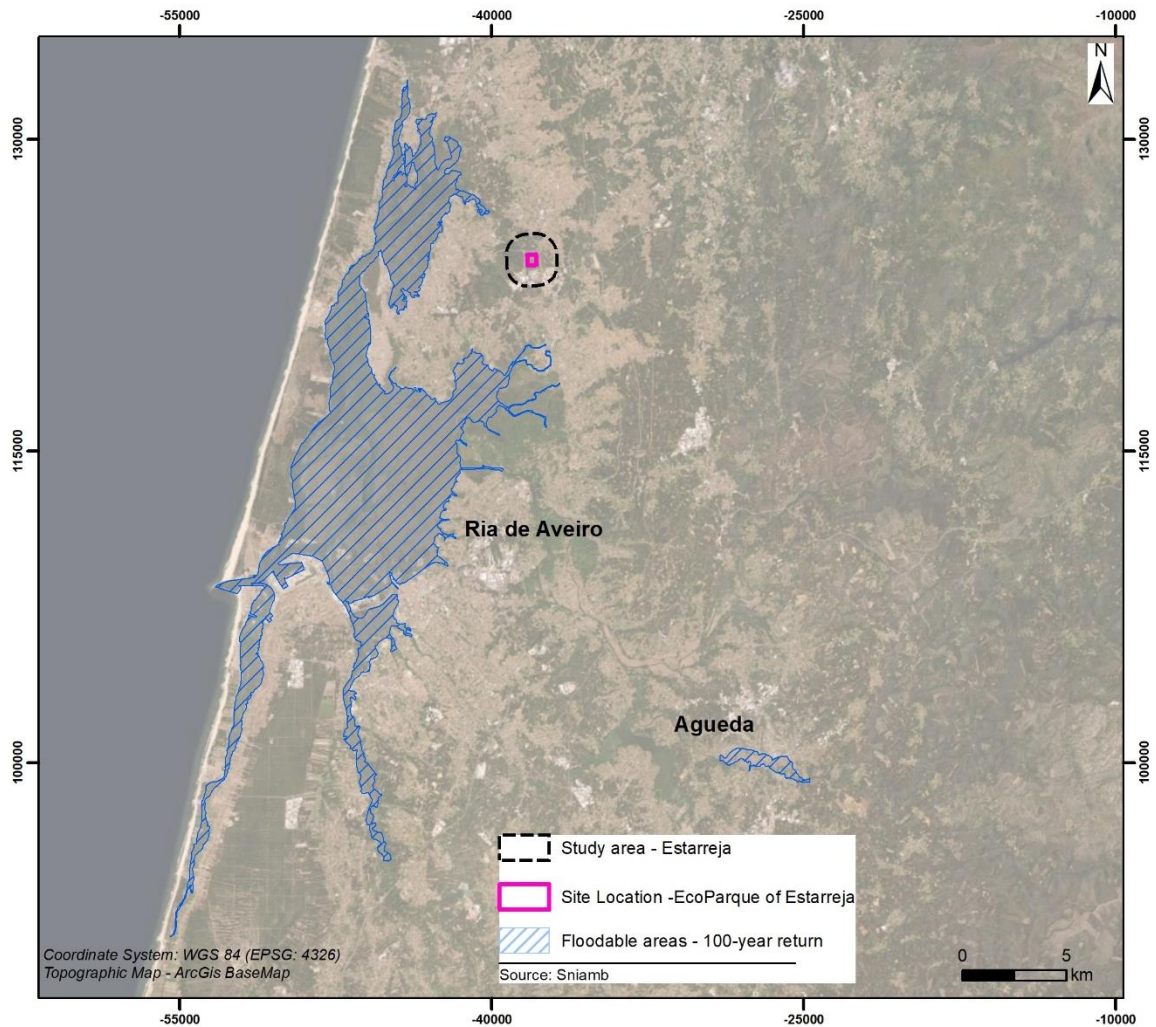 -55000 -40000 -25000 -10000
N
130000 130000
115000 115000
Ria de Aveiro
Agueda
100000 100000
Study area - Estarreja
Site Location -EcoParque of Estarreja
Floodable areas - 100-year return
Source: Sniamb
Coordinate System: WGS 84 (EPSG: 4326)
Topographic Map - ArcGis BaseMap
0 5
km
-55000 -40000 -25000 -10000